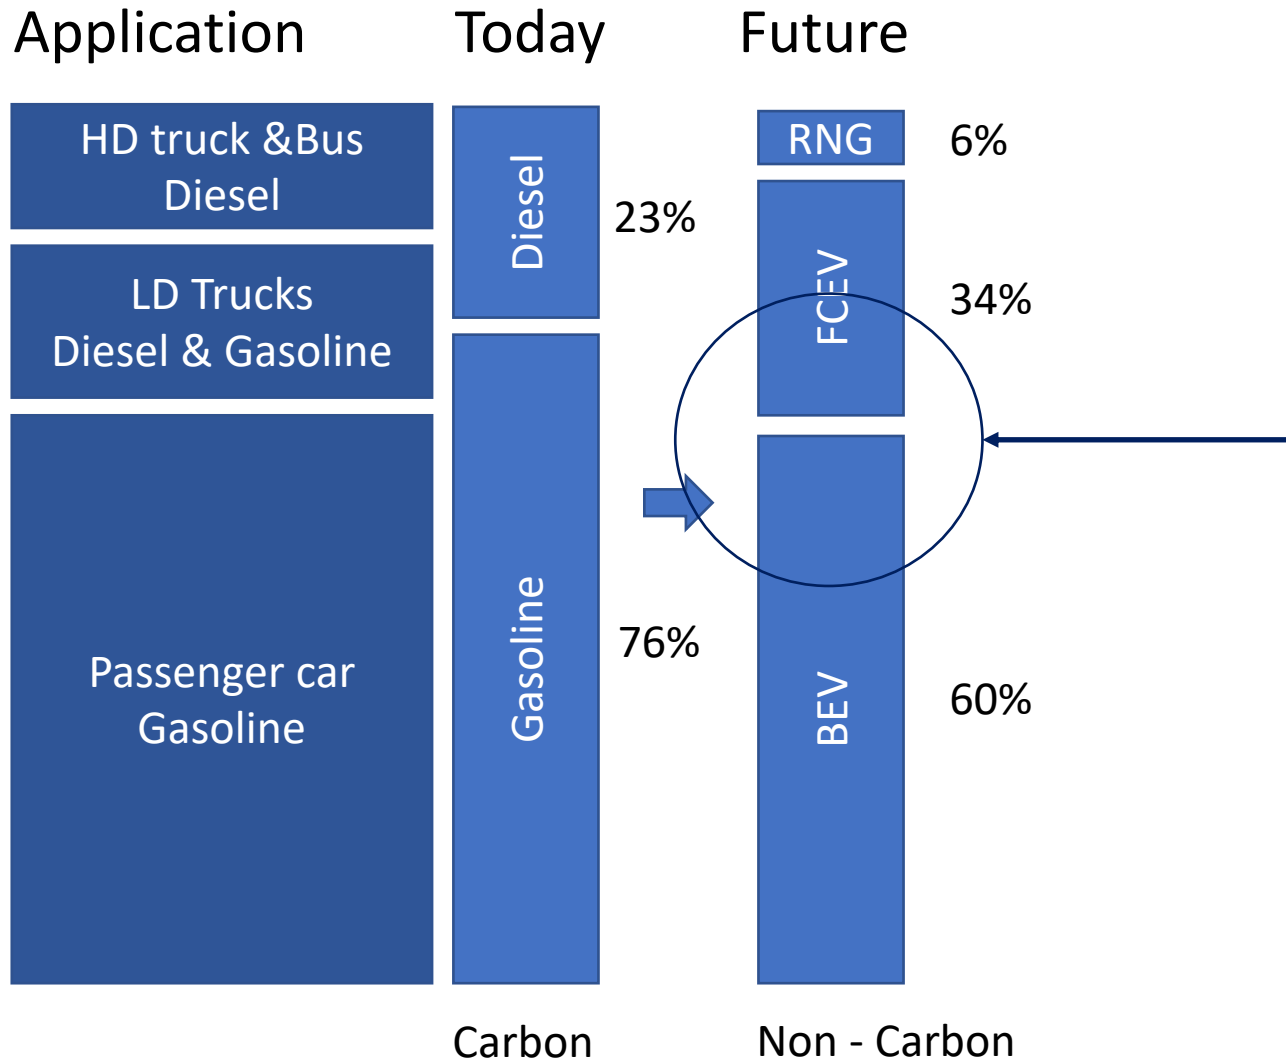 Application
Today
Future
HD truck &Bus
Diesel
LD Trucks
Diesel & Gasoline
Passenger car
Gasoline
Diesel
23%
Gasoline
76%
RNG
6%
FCEV
34%
BEV
60%
Carbon
Non - Carbon